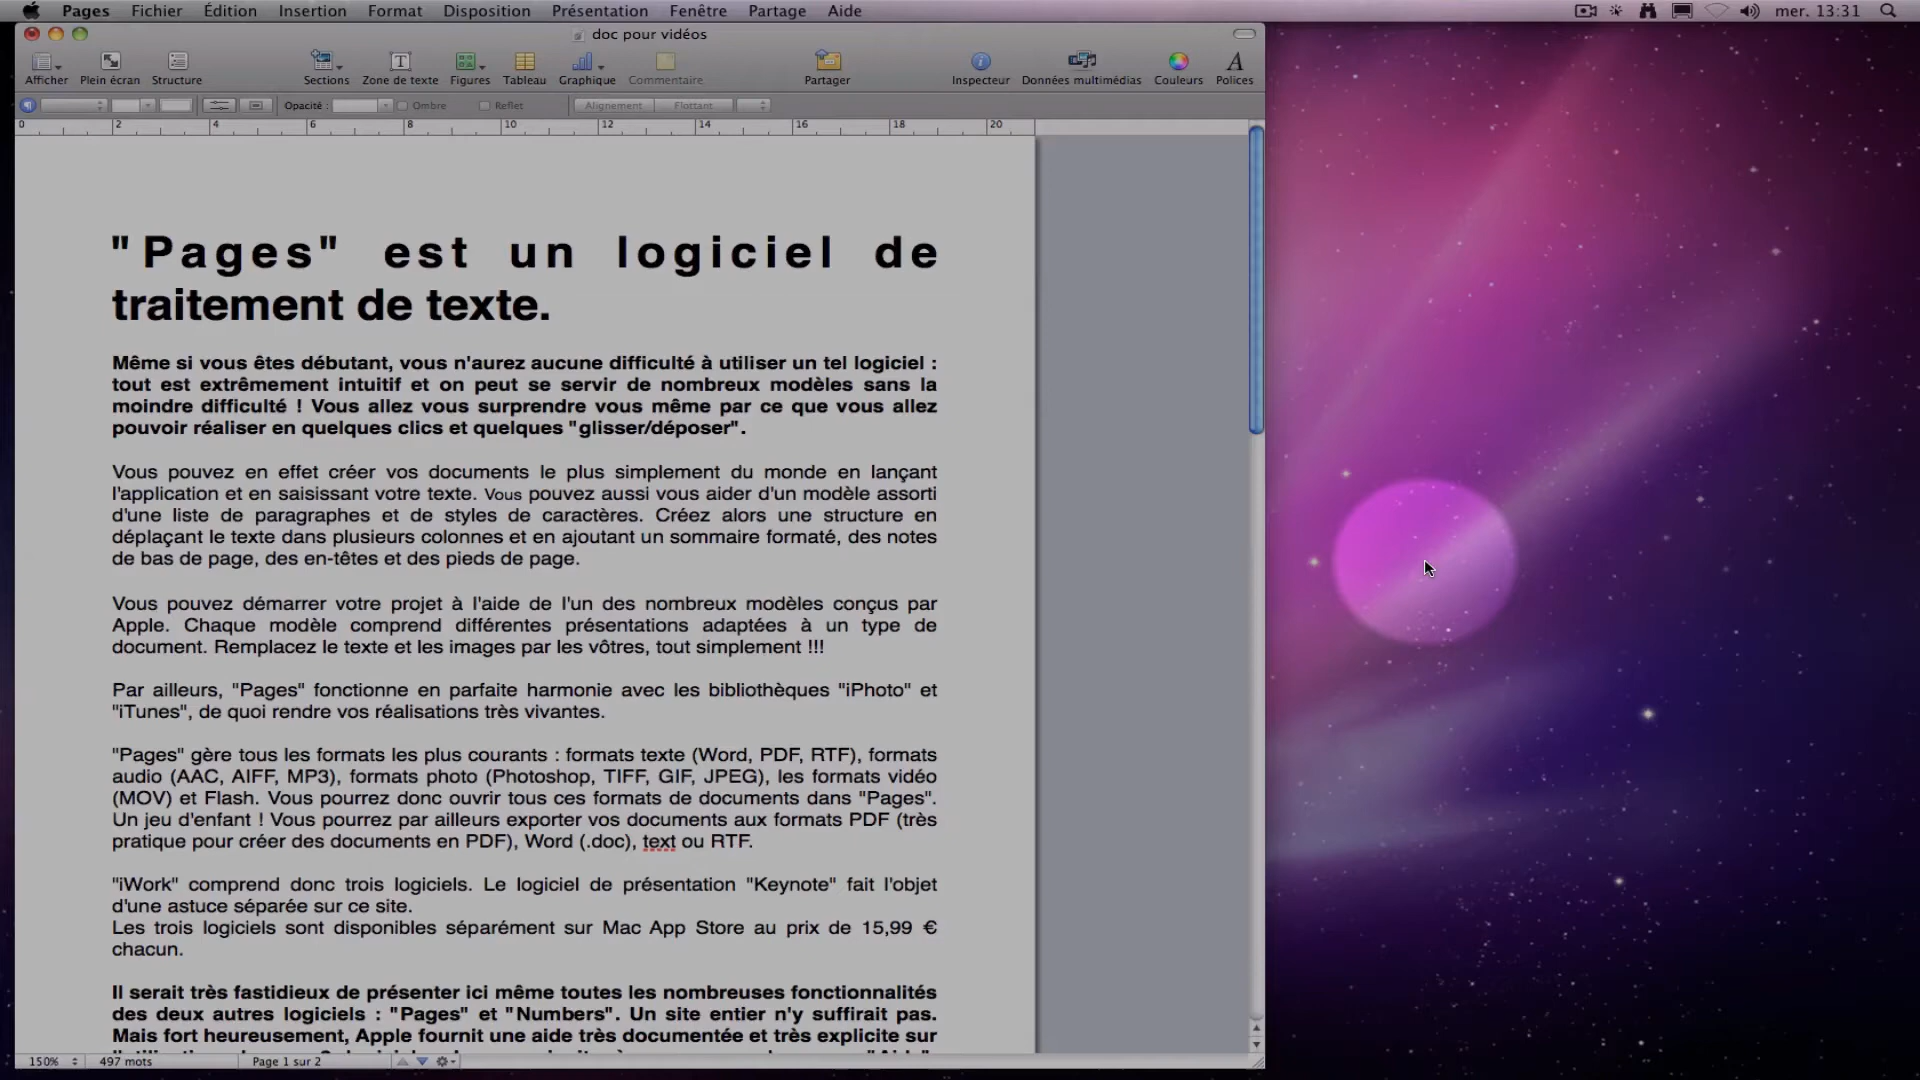 Pages Fichier Édition Insertion Format Disposition Présentation Fenêtre Partage Aide mer. 13:31
doc pour vidéos
Afficher Plein écran Structure Sections Zone de texte Figures Tableau Graphique Commentaire Partager Inspecteur Données multimédias Couleurs Polices
Opacité : Ombre Reflet Alignement Flottant
0 2 4 6 8 10 12 14 16 18 20
"Pages" est un logiciel de
traitement de texte.
Même si vous êtes débutant, vous n'aurez aucune difficulté à utiliser un tel logiciel :
tout est extrêmement intuitif et on peut se servir de nombreux modèles sans la
moindre difficulté ! Vous allez vous surprendre vous même par ce que vous allez
pouvoir réaliser en quelques clics et quelques "glisser/déposer".
Vous pouvez en effet créer vos documents le plus simplement du monde en lançant
l'application et en saisissant votre texte. Vous pouvez aussi vous aider d'un modèle assorti
d'une liste de paragraphes et de styles de caractères. Créez alors une structure en
déplaçant le texte dans plusieurs colonnes et en ajoutant un sommaire formaté, des notes
de bas de page, des en-têtes et des pieds de page.
Vous pouvez démarrer votre projet à l'aide de l'un des nombreux modèles conçus par
Apple. Chaque modèle comprend différentes présentations adaptées à un type de
document. Remplacez le texte et les images par les vôtres, tout simplement !!!
Par ailleurs, "Pages" fonctionne en parfaite harmonie avec les bibliothèques "iPhoto" et
"iTunes", de quoi rendre vos réalisations très vivantes.
"Pages" gère tous les formats les plus courants : formats texte (Word, PDF, RTF), formats
audio (AAC, AIFF, MP3), formats photo (Photoshop, TIFF, GIF, JPEG), les formats vidéo
(MOV) et Flash. Vous pourrez donc ouvrir tous ces formats de documents dans "Pages".
Un jeu d'enfant ! Vous pourrez par ailleurs exporter vos documents aux formats PDF (très
pratique pour créer des documents en PDF), Word (.doc), text ou RTF.
"iWork" comprend donc trois logiciels. Le logiciel de présentation "Keynote" fait l'objet
d'une astuce séparée sur ce site.
Les trois logiciels sont disponibles séparément sur Mac App Store au prix de 15,99 €
chacun.
Il serait très fastidieux de présenter ici même toutes les nombreuses fonctionnalités
des deux autres logiciels : "Pages" et "Numbers". Un site entier n'y suffirait pas.
Mais fort heureusement, Apple fournit une aide très documentée et très explicite sur
150% 497 mots Page 1 sur 2